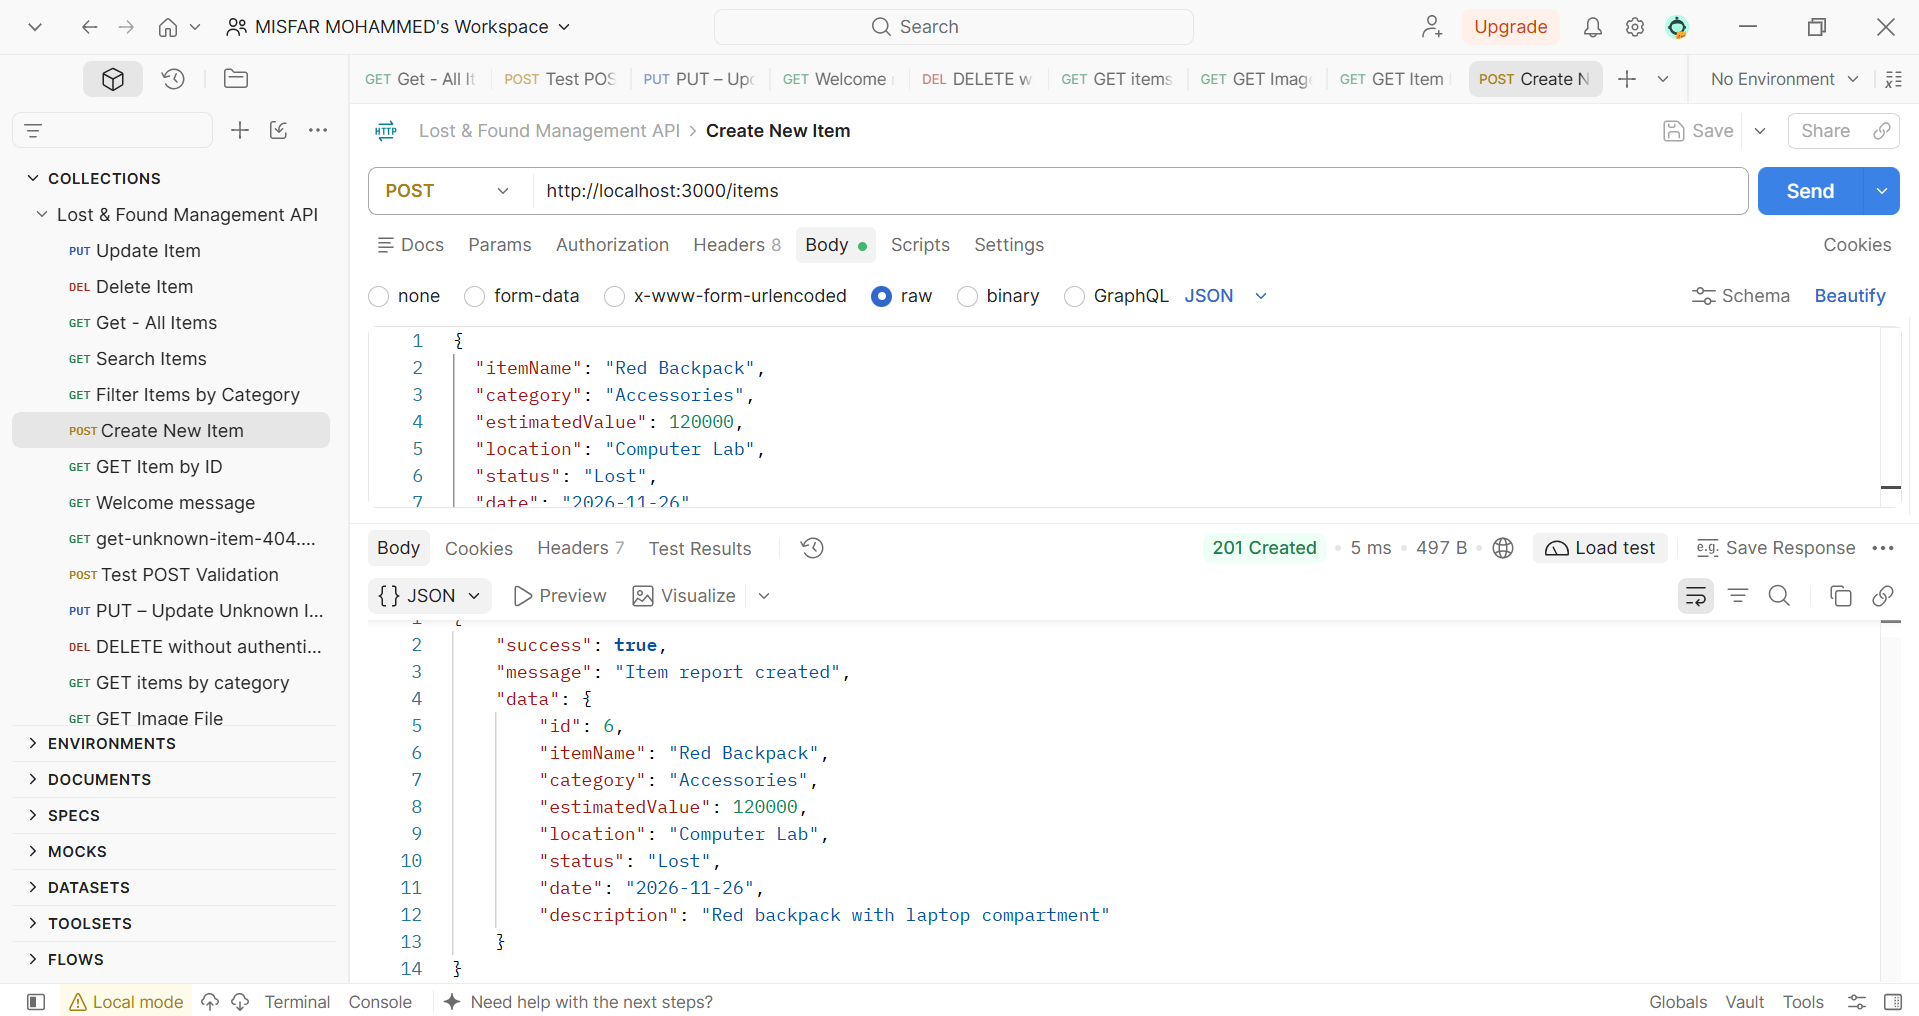 MISFAR MOHAMMED's Workspace
Search
Upgrade
GET Get - All It
POST Test POS
PUT PUT – Upd
GET Welcome
DEL DELETE w
GET GET items
GET GET Imag
GET GET Item
POST Create N
No Environment
HTTP Lost & Found Management API > Create New Item
Save
Share
POST
http://localhost:3000/items
Send
Docs Params Authorization Headers 8 Body Scripts Settings
Cookies
none form-data x-www-form-urlencoded raw binary GraphQL JSON
Schema Beautify
1 {
2 "itemName": "Red Backpack",
3 "category": "Accessories",
4 "estimatedValue": 120000,
5 "location": "Computer Lab",
6 "status": "Lost",
7 "date": "2026-11-26"
COLLECTIONS
Lost & Found Management API
PUT Update Item
DEL Delete Item
GET Get - All Items
GET Search Items
GET Filter Items by Category
POST Create New Item
GET GET Item by ID
GET Welcome message
GET get-unknown-item-404....
POST Test POST Validation
PUT PUT – Update Unknown I...
DEL DELETE without authenti...
GET GET items by category
GET GET Image File
ENVIRONMENTS
DOCUMENTS
SPECS
MOCKS
DATASETS
TOOLSETS
FLOWS
Body Cookies Headers 7 Test Results
201 Created • 5 ms • 497 B •
Load test
e.g. Save Response
{} JSON
Preview
Visualize
1 {
2 "success": true,
3 "message": "Item report created",
4 "data": {
5 "id": 6,
6 "itemName": "Red Backpack",
7 "category": "Accessories",
8 "estimatedValue": 120000,
9 "location": "Computer Lab",
10 "status": "Lost",
11 "date": "2026-11-26",
12 "description": "Red backpack with laptop compartment"
13 }
14 }
Local mode
Terminal Console
Need help with the next steps?
Globals Vault Tools